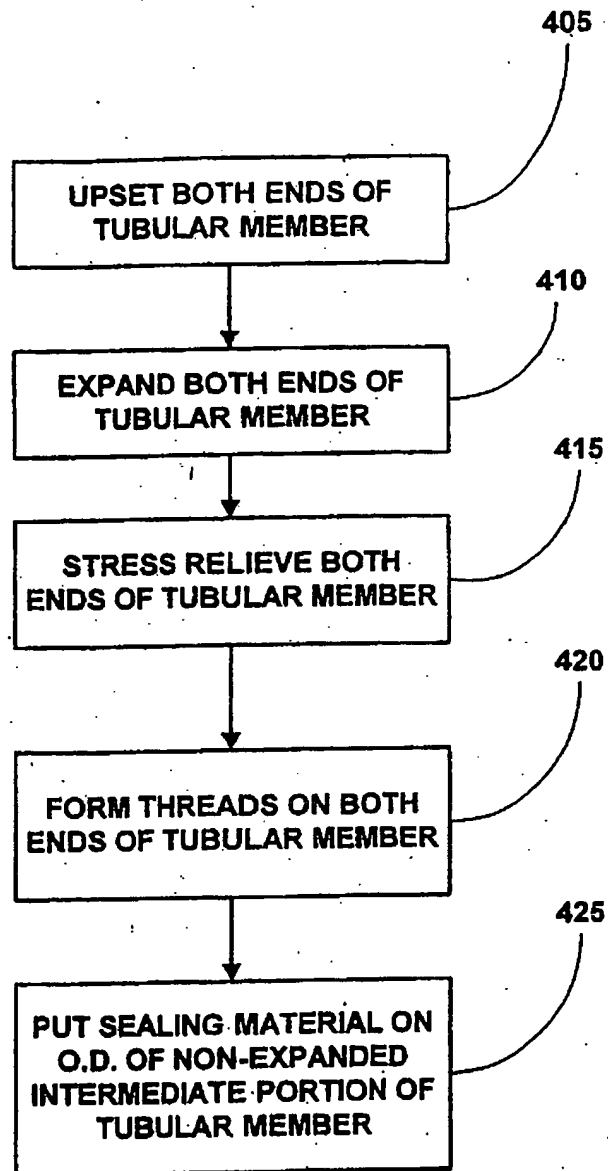 405
UPSET BOTH ENDS OF
TUBULAR MEMBER
410
EXPAND BOTH ENDS OF
TUBULAR MEMBER
415
STRESS RELIEVE BOTH
ENDS OF TUBULAR MEMBER
420
FORM THREADS ON BOTH
ENDS OF TUBULAR MEMBER
425
PUT SEALING MATERIAL ON
O.D. OF NON-EXPANDED
INTERMEDIATE PORTION OF
TUBULAR MEMBER